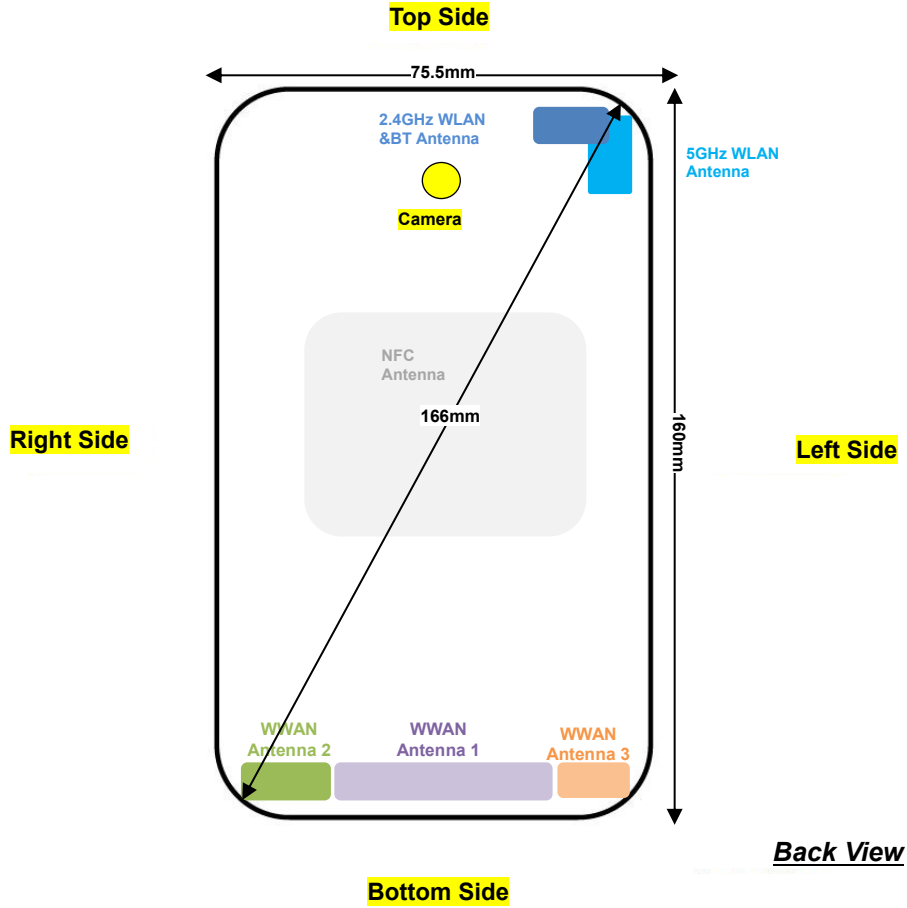 Top Side
75.5mm
2.4GHz WLAN
&BT Antenna
5GHz WLAN
Antenna
Camera
NFC
Antenna
166mm
160mm
Right Side
Left Side
WWAN
Antenna 2
WWAN
Antenna 1
WWAN
Antenna 3
Back View
Bottom Side